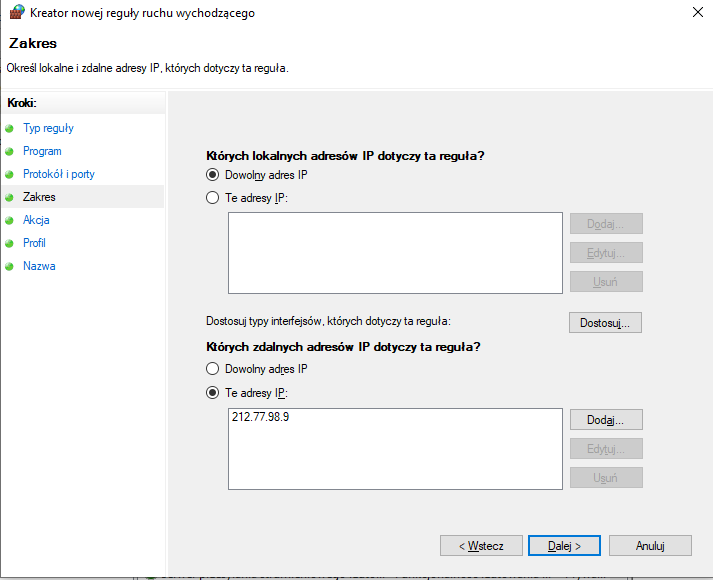 Kreator nowej reguły ruchu wychodzącego
Zakres
Określ lokalne i zdalne adresy IP, których dotyczy ta reguła.
Kroki:
Typ reguły
Program
Protokół i porty
Zakres
Akcja
Profil
Nazwa
Których lokalnych adresów IP dotyczy ta reguła?
Dowolny adres IP
Te adresy IP:
Dodaj...
Edytuj...
Usuń
Dostosuj typy interfejsów, których dotyczy ta reguła:
Dostosuj...
Których zdalnych adresów IP dotyczy ta reguła?
Dowolny adres IP
Te adresy IP:
212.77.98.9
Dodaj...
Edytuj...
Usuń
< Wstecz
Dalej >
Anuluj